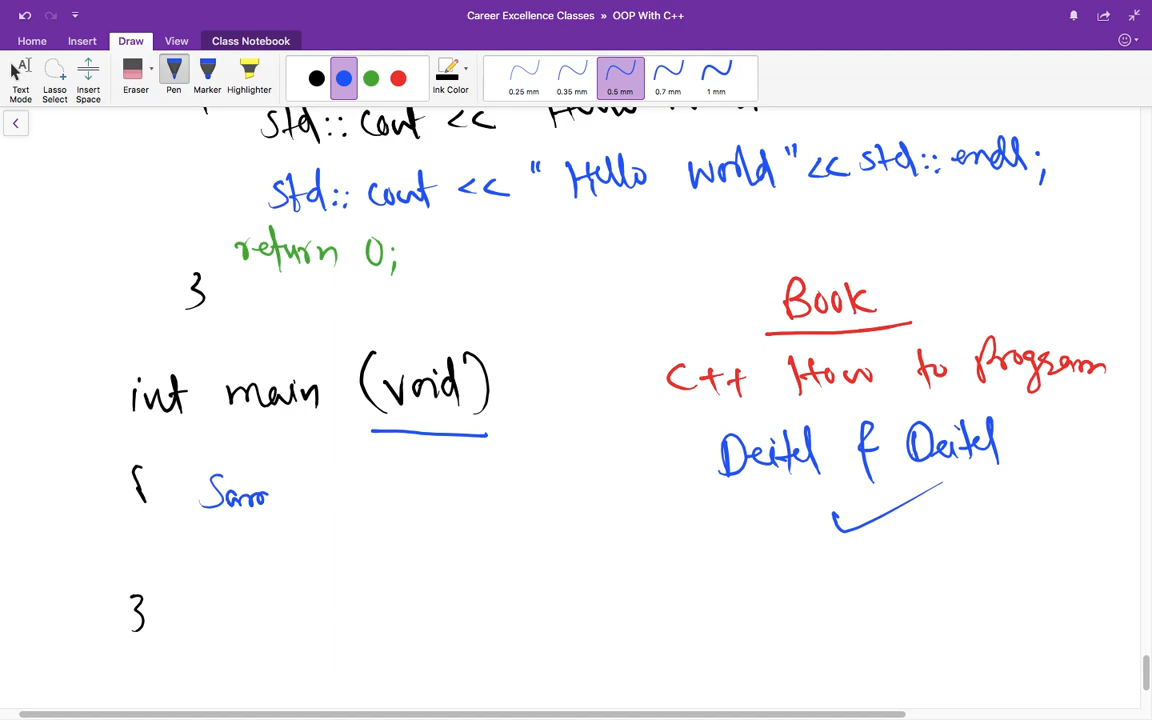 Career Excellence Classes » OOP With C++
Home Insert Draw View Class Notebook
Text Mode Lasso Select Insert Space Eraser Pen Marker Highlighter Ink Color 0.25 mm 0.35 mm 0.5 mm 0.7 mm 1 mm
std:: cout <<
std:: cout << " Hello world" << std:: endl;
return 0;
}
Book
C++ How to Program
Deitel & Deitel
int main (void)
{
}